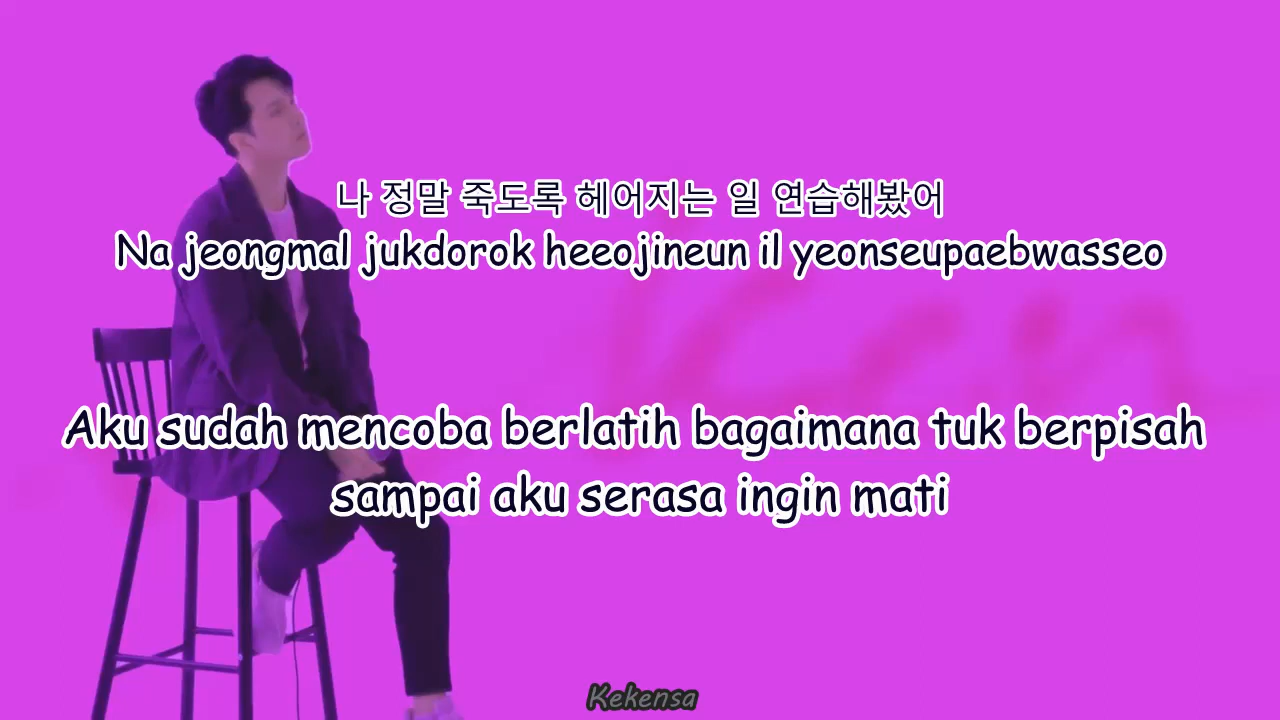 나 정말 죽도록 헤어지는 일 연습해봤어
Na jeongmal jukdorok heeojineun il yeonseupaebwasseo
Ken
Aku sudah mencoba berlatih bagaimana tuk berpisah
sampai aku serasa ingin mati
Kekensa